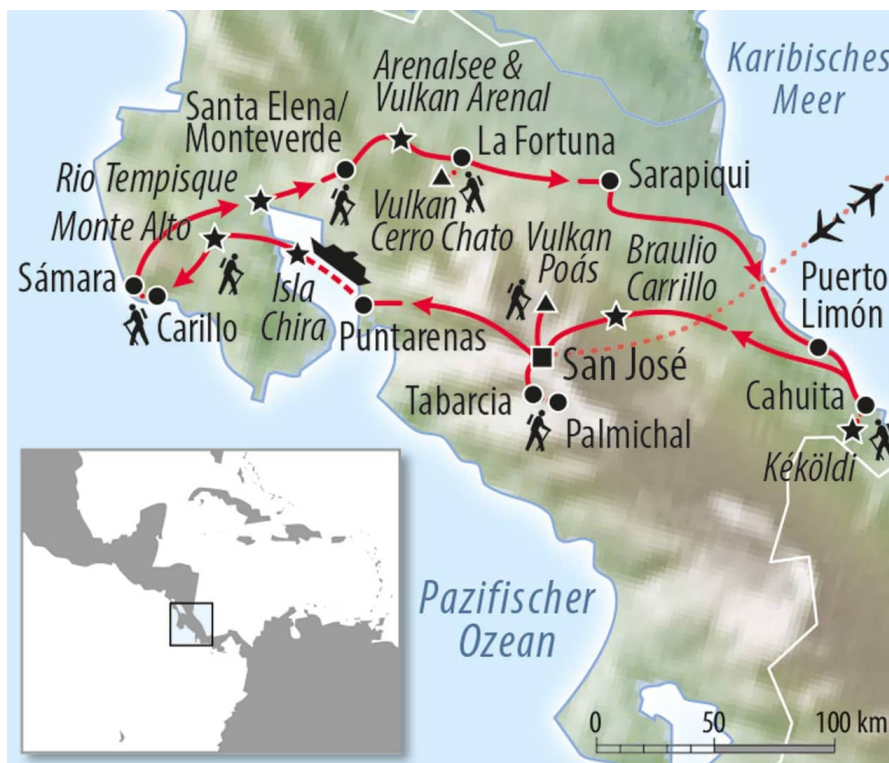 Karibisches
Meer
Arenalsee &
Vulkan Arenal
Santa Elena/
Monteverde
La Fortuna
Rio Tempisque
Sarapiqui
Vulkan
Cerro Chato
Monte Alto
Vulkan
Poás
Braulio
Carrillo
Sámara
Carillo
Isla
Chira
Puntarenas
Puerto
Limón
San José
Tabarcia
Palmichal
Cahuita
Kéköldi
Pazifischer
Ozean
0 50 100 km